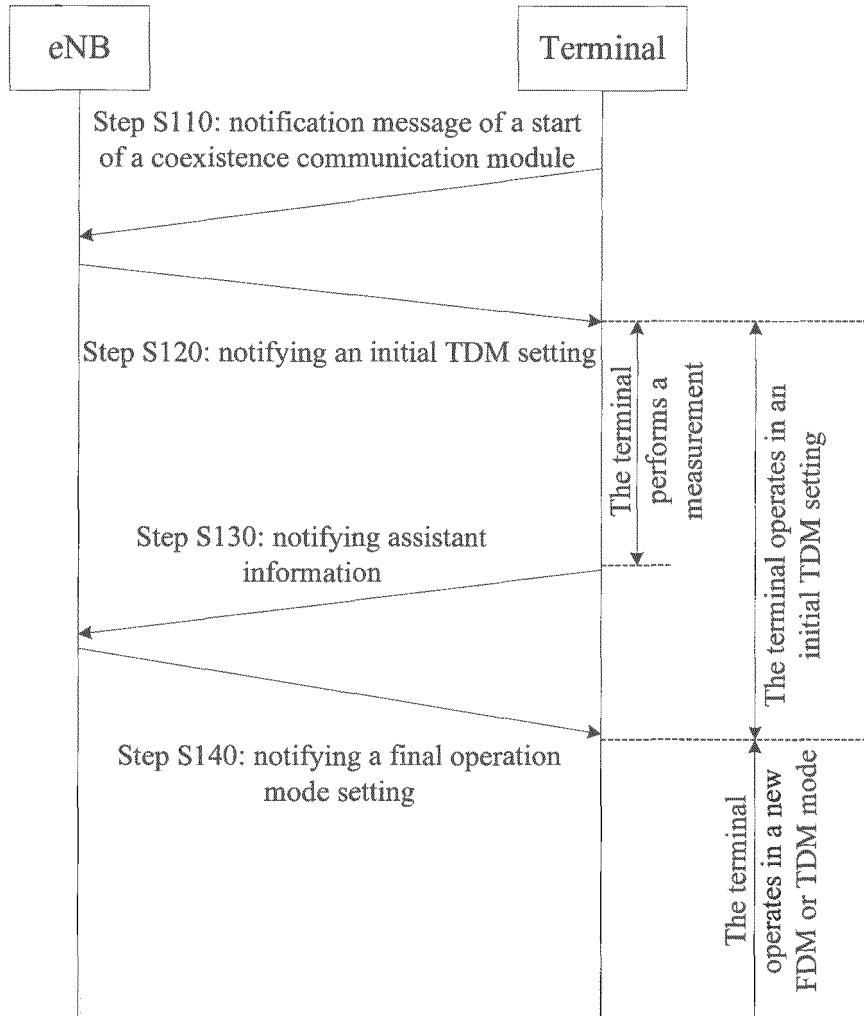 eNB
Terminal
Step S110: notification message of a start
of a coexistence communication module
Step S120: notifying an initial TDM setting
The terminal
performs a
measurement
The terminal operates in an
initial TDM setting
Step S130: notifying assistant
information
Step S140: notifying a final operation
mode setting
The terminal
operates in a new
FDM or TDM mode